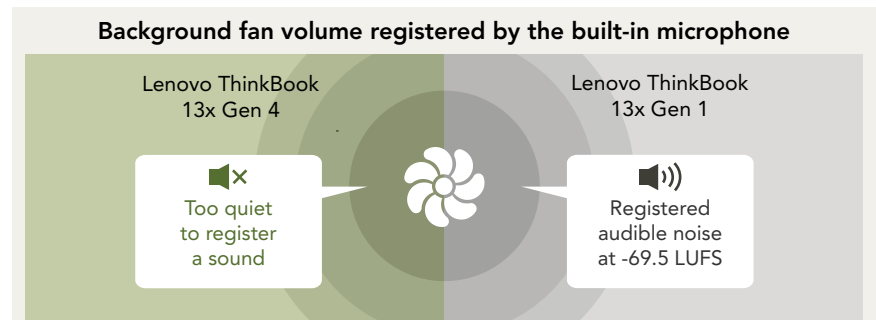 Background fan volume registered by the built-in microphone
Lenovo ThinkBook
13x Gen 4
Too quiet
to register
a sound
Lenovo ThinkBook
13x Gen 1
Registered
audible noise
at -69.5 LUFS